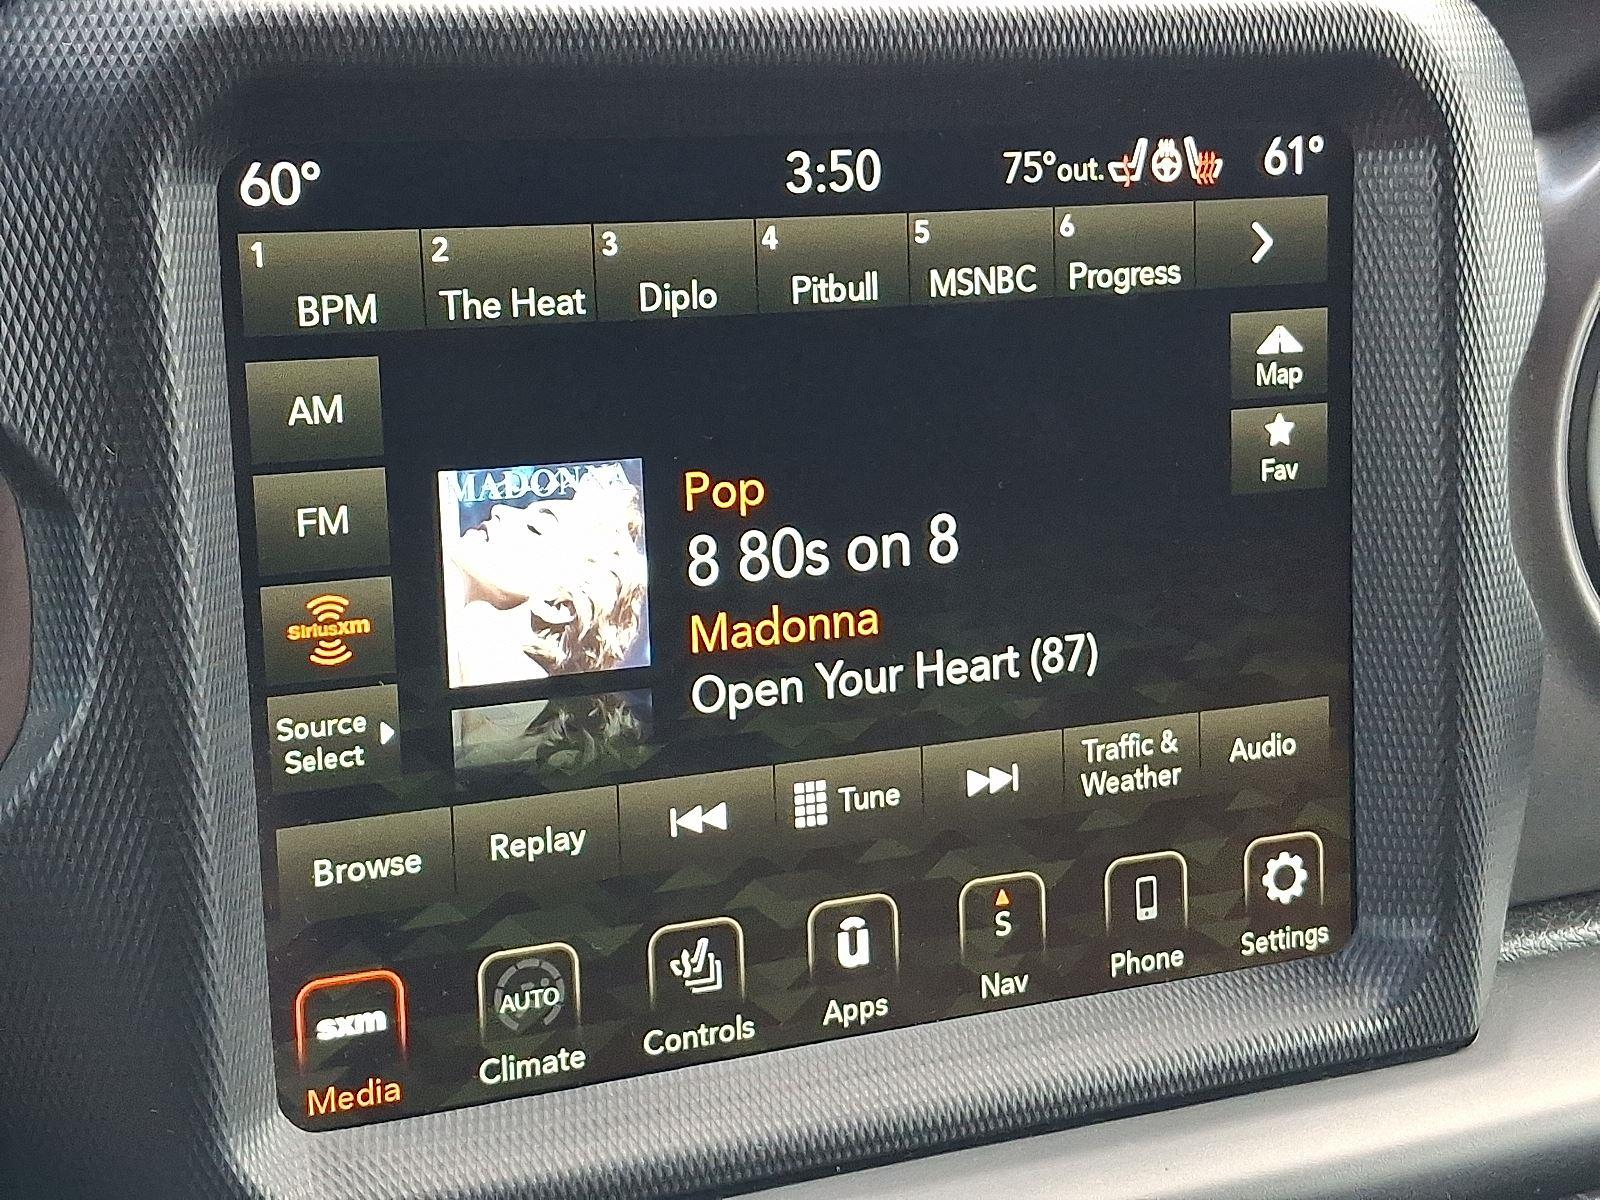 60° 3:50 75°out. 61°
1 2 3 4 5 6
BPM The Heat Diplo Pitbull MSNBC Progress
Map
AM
Fav
MADONNA
Pop
FM
8 80s on 8
siriusxm
Madonna
Open Your Heart (87)
Source
Select
Browse Replay Tune Traffic &
Weather Audio
sxm AUTO ū S
Media Climate Controls Apps Nav Phone Settings